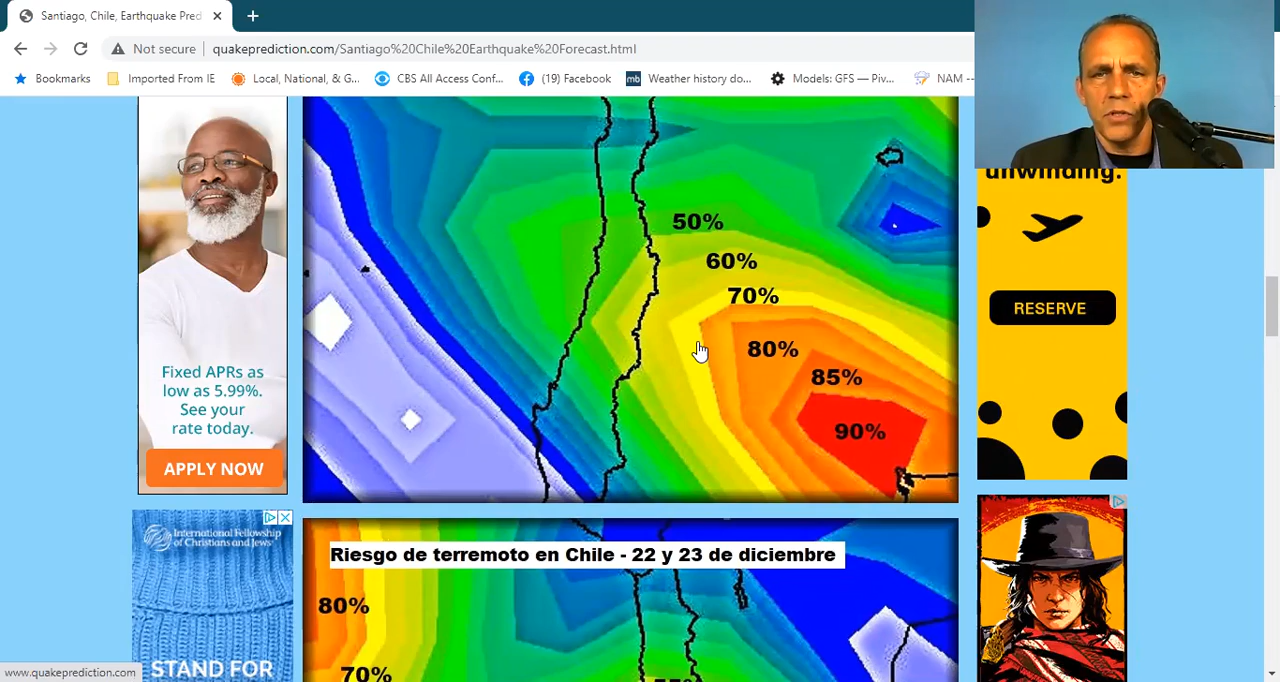 Santiago, Chile, Earthquake Pred
Not secure
quakeprediction.com/Santiago%20Chile%20Earthquake%20Forecast.html
Bookmarks
Imported From IE
Local, National, & G...
CBS All Access Conf...
(19) Facebook
mb
Weather history do...
Models: GFS — Piv...
NAM --
unwinding.
50%
60%
70%
RESERVE
80%
85%
Fixed APRs as
low as 5.99%.
See your
rate today.
90%
APPLY NOW
International Fellowship
of Christians and Jews
Riesgo de terremoto en Chile - 22 y 23 de diciembre
80%
STAND FOR
70%
www.quakeprediction.com